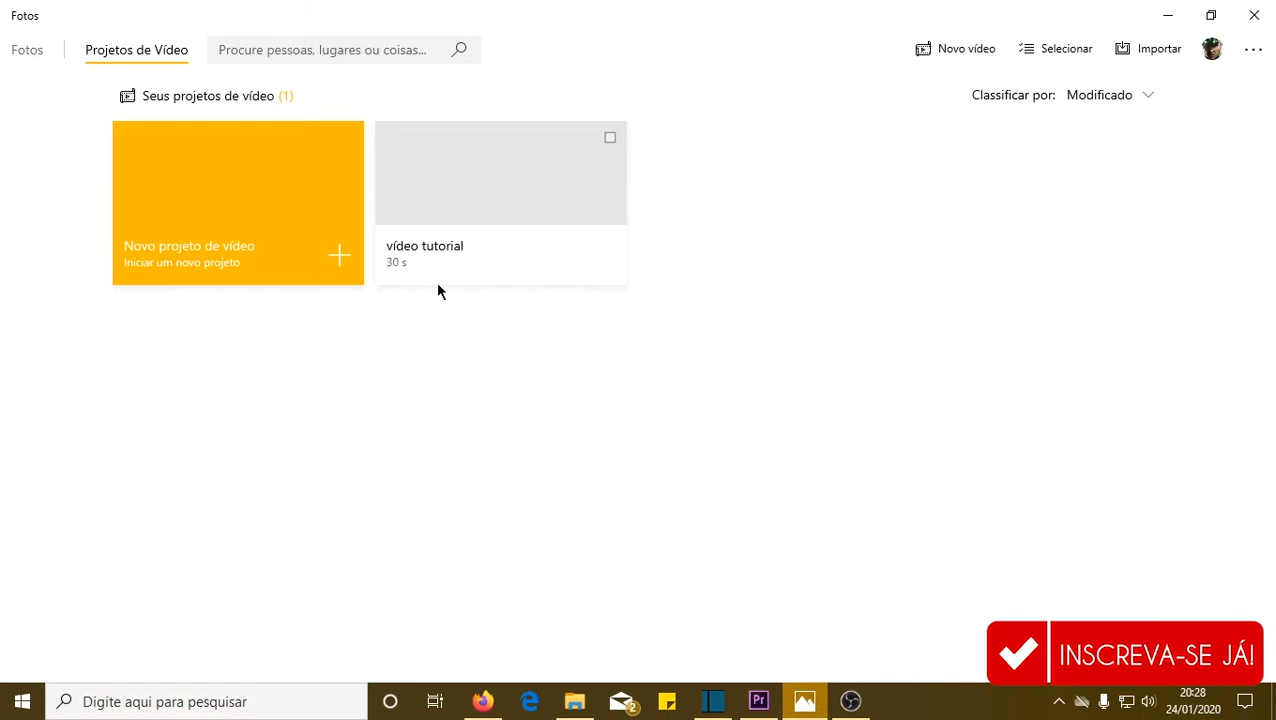 Fotos
Fotos
Projetos de Vídeo
Procure pessoas, lugares ou coisas...
Novo vídeo
Selecionar
Importar
Seus projetos de vídeo (1)
Classificar por: Modificado
Novo projeto de vídeo
Iniciar um novo projeto
vídeo tutorial
30 s
INSCREVA-SE JÁ!
Digite aqui para pesquisar
2
Pr
20:28
24/01/2020